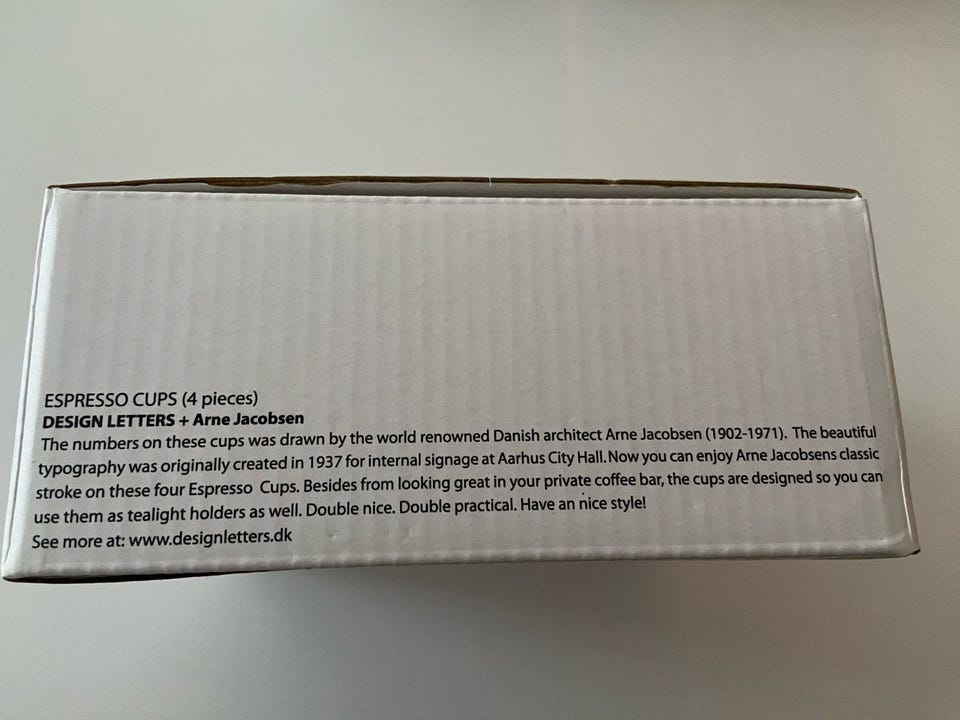 ESPRESSO CUPS (4 pieces)
DESIGN LETTERS + Arne Jacobsen
The numbers on these cups was drawn by the world renowned Danish architect Arne Jacobsen (1902-1971). The beautiful
typography was originally created in 1937 for internal signage at Aarhus City Hall. Now you can enjoy Arne Jacobsens classic
stroke on these four Espresso Cups. Besides from looking great in your private coffee bar, the cups are designed so you can
use them as tealight holders as well. Double nice. Double practical. Have an nice style!
See more at: www.designletters.dk